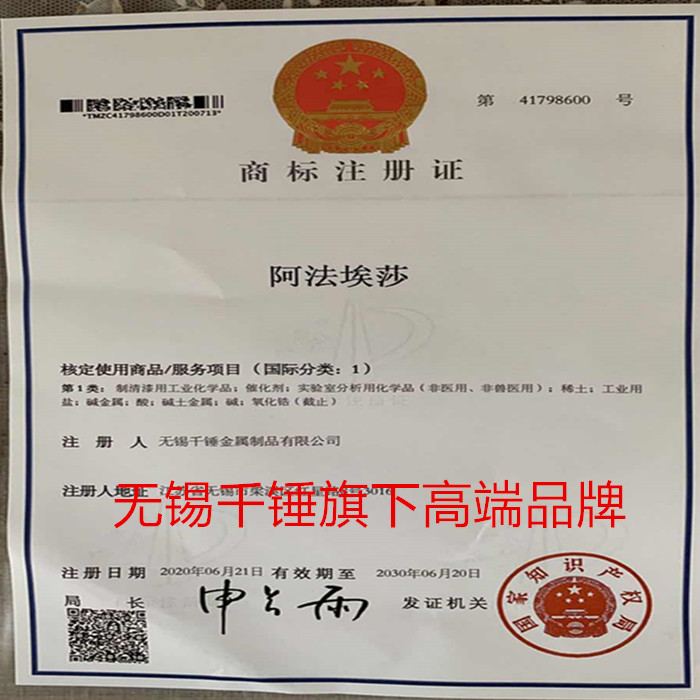 第 41798600 号
*TMZC41798600D01T200713*
商标注册证
阿法埃莎
核定使用商品/服务项目（国际分类：1）
第1类：制清漆用工业化学品；催化剂；实验室分析用化学品（非医用、非兽医用）；稀土；工业用
盐；碱金属；酸；碱土金属；碱；氧化锆（截止）
注册人 无锡千锤金属制品有限公司
注册人地址
无锡千锤旗下高端品牌
注册日期 2020年06月21日 有效期至 2030年06月20日
局长 申长雨 发证机关
国家知识产权局